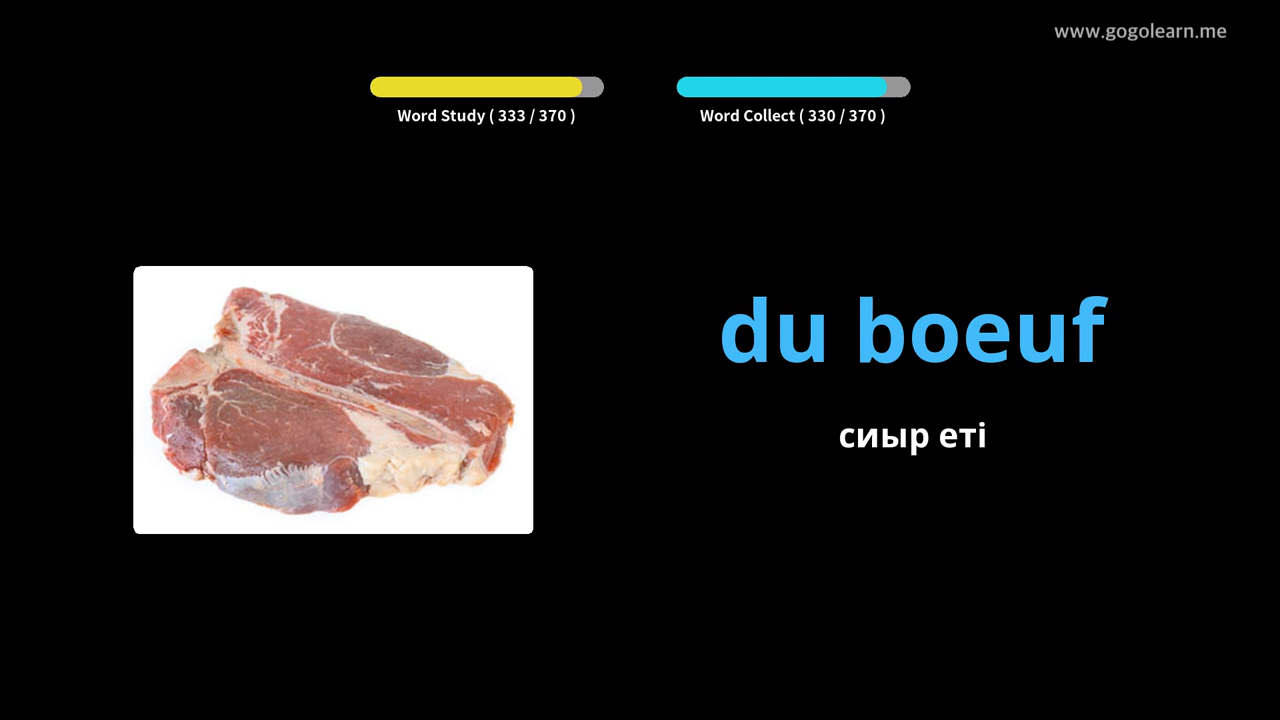 www.gogolearn.me
Word Study ( 333 / 370 )
Word Collect ( 330 / 370 )
du boeuf
сиыр еті